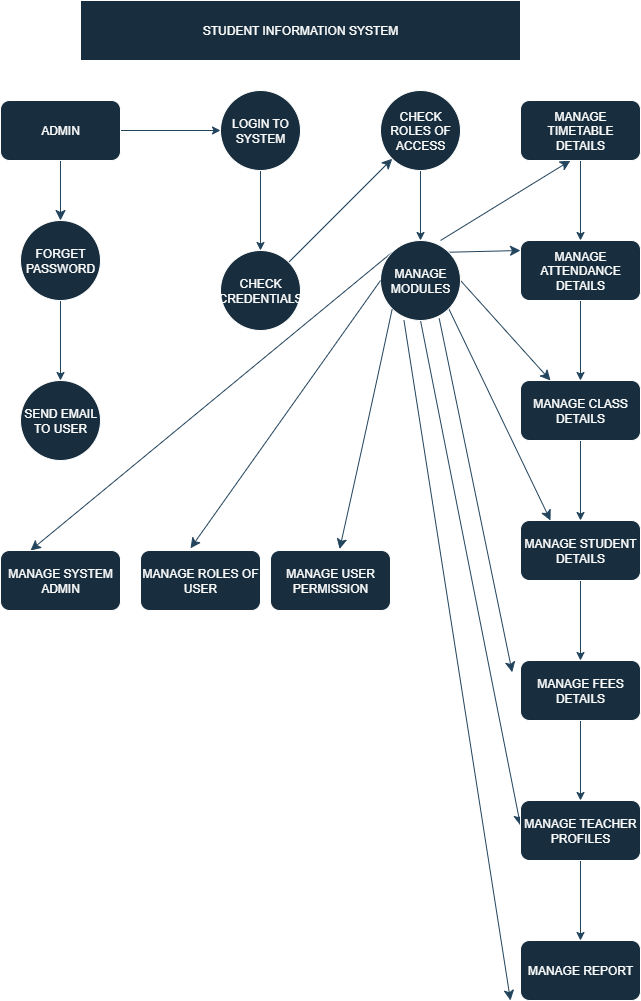 STUDENT INFORMATION SYSTEM
ADMIN
LOGIN TO
SYSTEM
CHECK
ROLES OF
ACCESS
MANAGE
TIMETABLE
DETAILS
FORGET
PASSWORD
CHECK
CREDENTIALS
MANAGE
MODULES
MANAGE
ATTENDANCE
DETAILS
SEND EMAIL
TO USER
MANAGE CLASS
DETAILS
MANAGE SYSTEM
ADMIN
MANAGE ROLES OF
USER
MANAGE USER
PERMISSION
MANAGE STUDENT
DETAILS
MANAGE FEES
DETAILS
MANAGE TEACHER
PROFILES
MANAGE REPORT